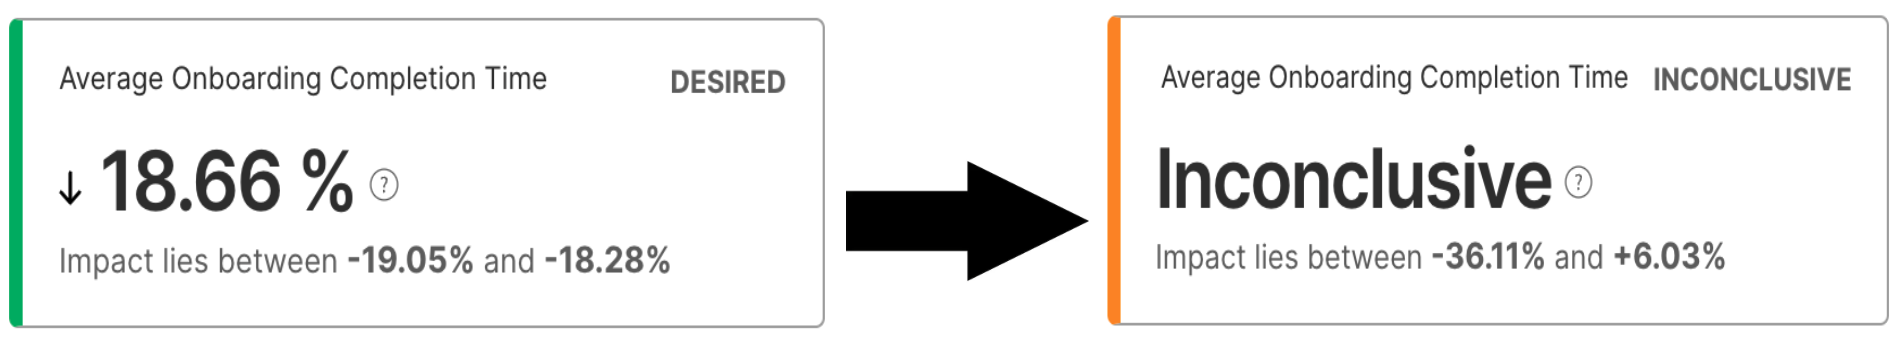 Average Onboarding Completion Time DESIRED
↓ 18.66 % ?
Impact lies between -19.05% and -18.28%
Average Onboarding Completion Time INCONCLUSIVE
Inconclusive ?
Impact lies between -36.11% and +6.03%